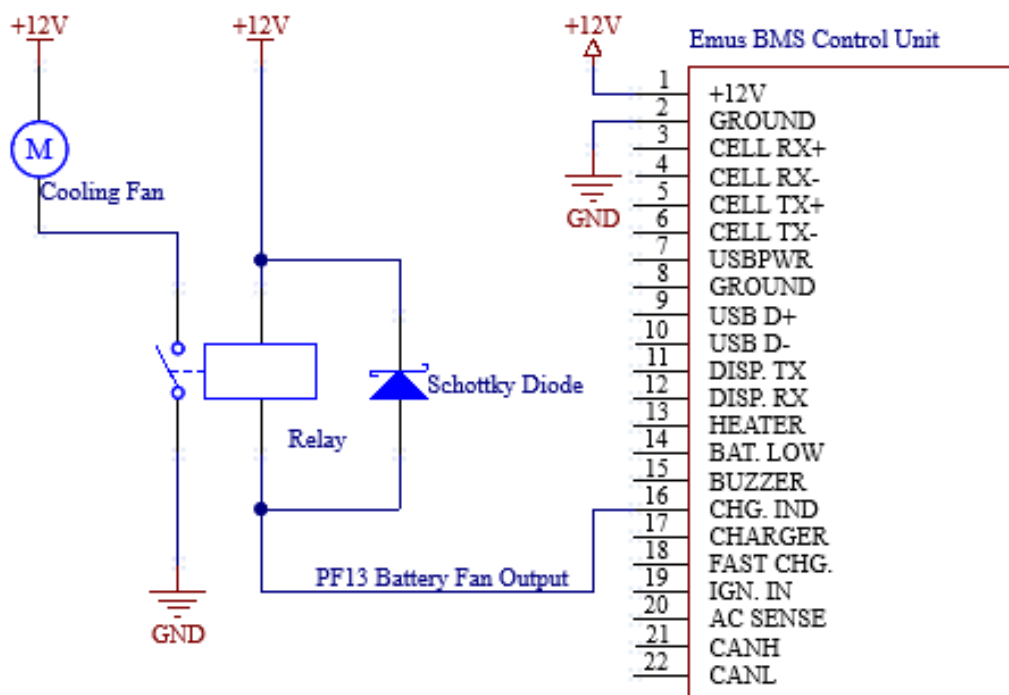 +12V
+12V
+12V
Emus BMS Control Unit
1 +12V
2 GROUND
3 CELL RX+
4 CELL RX-
5 CELL TX+
6 CELL TX-
7 USBPWR
8 GROUND
9 USB D+
10 USB D-
11 DISP. TX
12 DISP. RX
13 HEATER
14 BAT. LOW
15 BUZZER
16 CHG. IND
17 CHARGER
18 FAST CHG.
19 IGN. IN
20 AC SENSE
21 CANH
22 CANL
GND
M
Cooling Fan
Schottky Diode
Relay
PF13 Battery Fan Output
GND